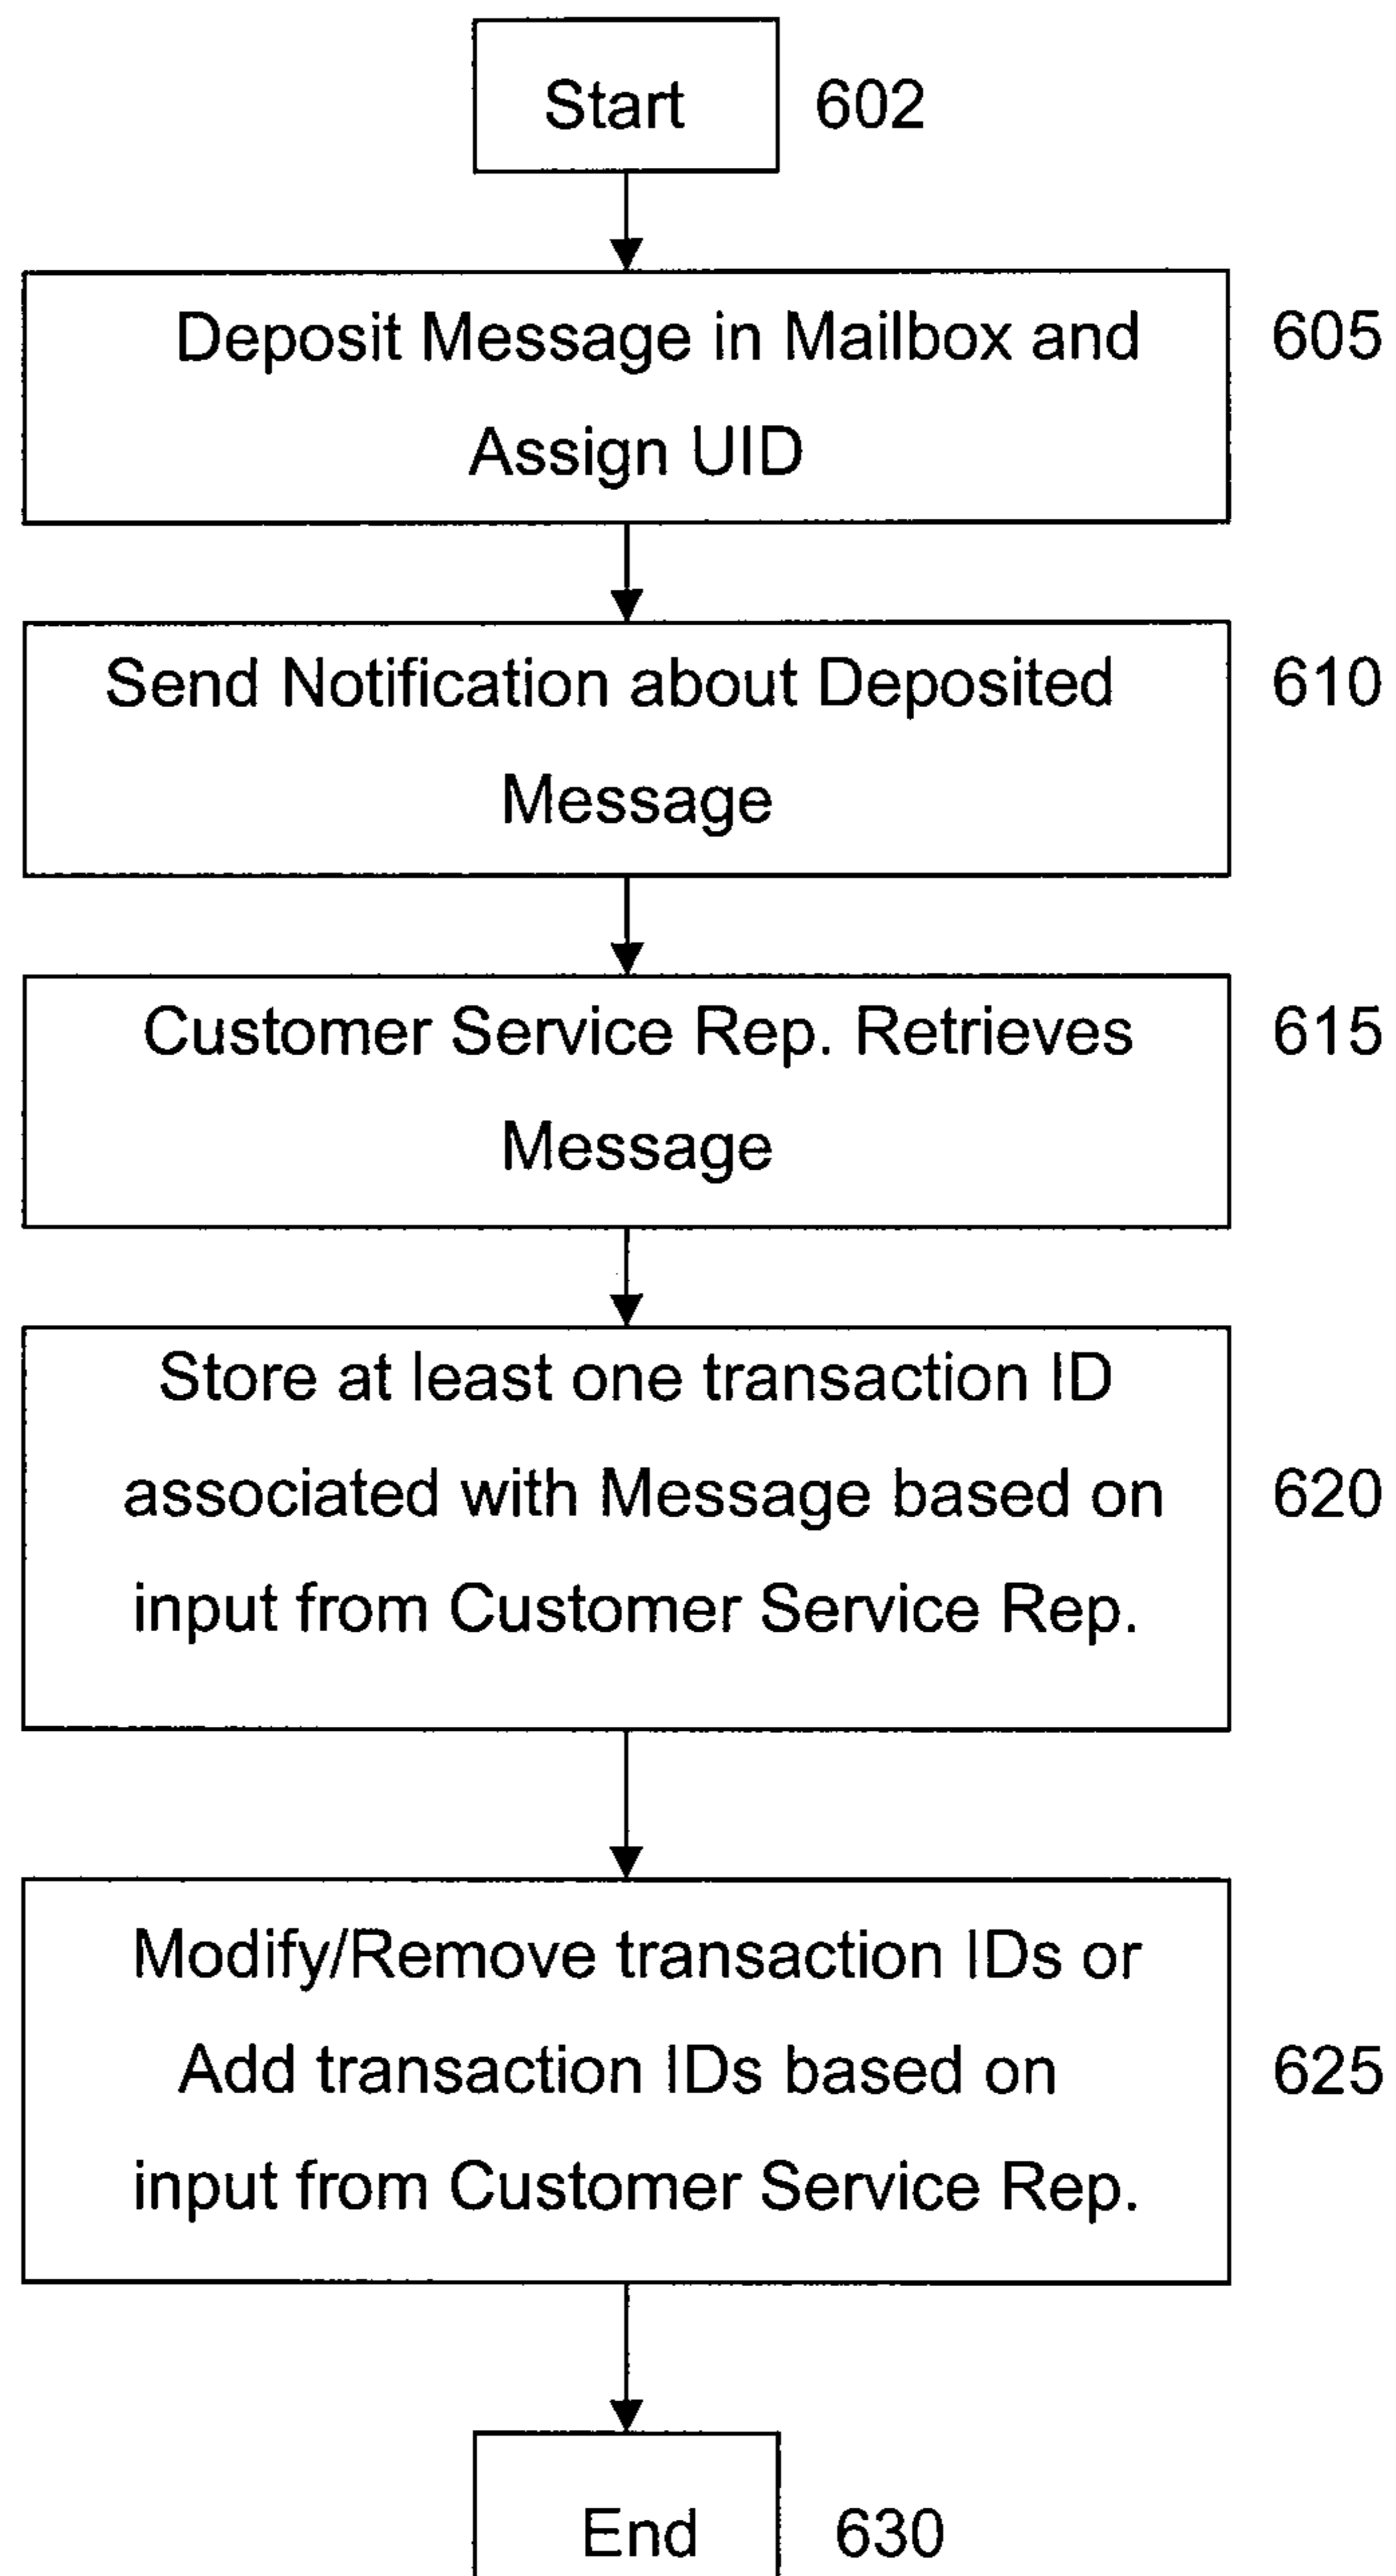 Start 602
Deposit Message in Mailbox and 605
Assign UID
Send Notification about Deposited 610
Message
Customer Service Rep. Retrieves 615
Message
Store at least one transaction ID
associated with Message based on 620
input from Customer Service Rep.
Modify/Remove transaction IDs or
Add transaction IDs based on 625
input from Customer Service Rep.
End 630